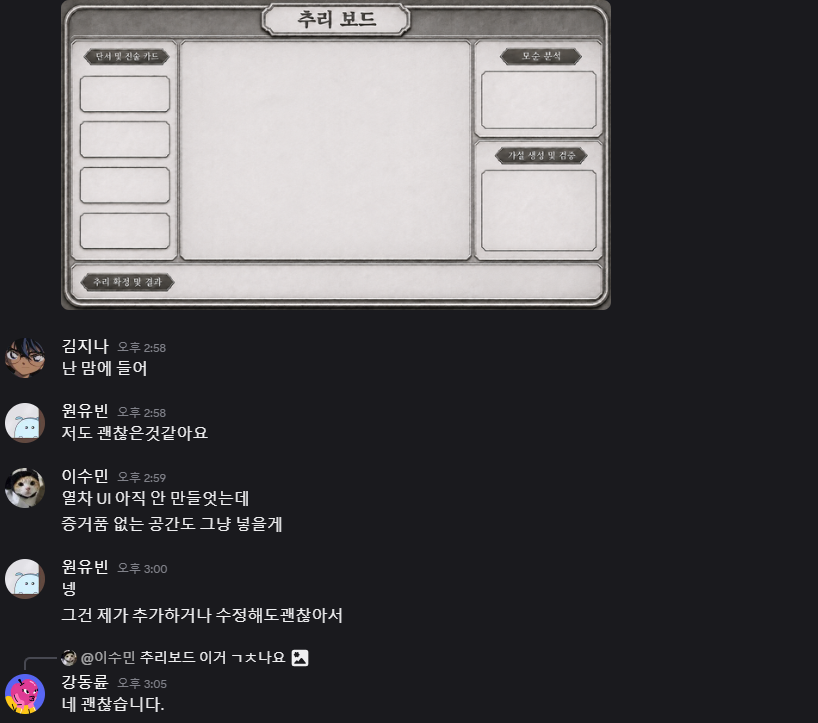 추리 보드
단서 및 진술 카드
모순 분석
가설 생성 및 검증
추리 확정 및 결과
김지나 오후 2:58
난 맘에 들어
원유빈 오후 2:58
저도 괜찮은것같아요
이수민 오후 2:59
열차 UI 아직 안 만들엇는데
증거품 없는 공간도 그냥 넣을게
원유빈 오후 3:00
넹
그건 제가 추가하거나 수정해도괜찮아서
@이수민 추리보드 이거 ㄱㅊ나요
강동륜 오후 3:05
네 괜찮습니다.